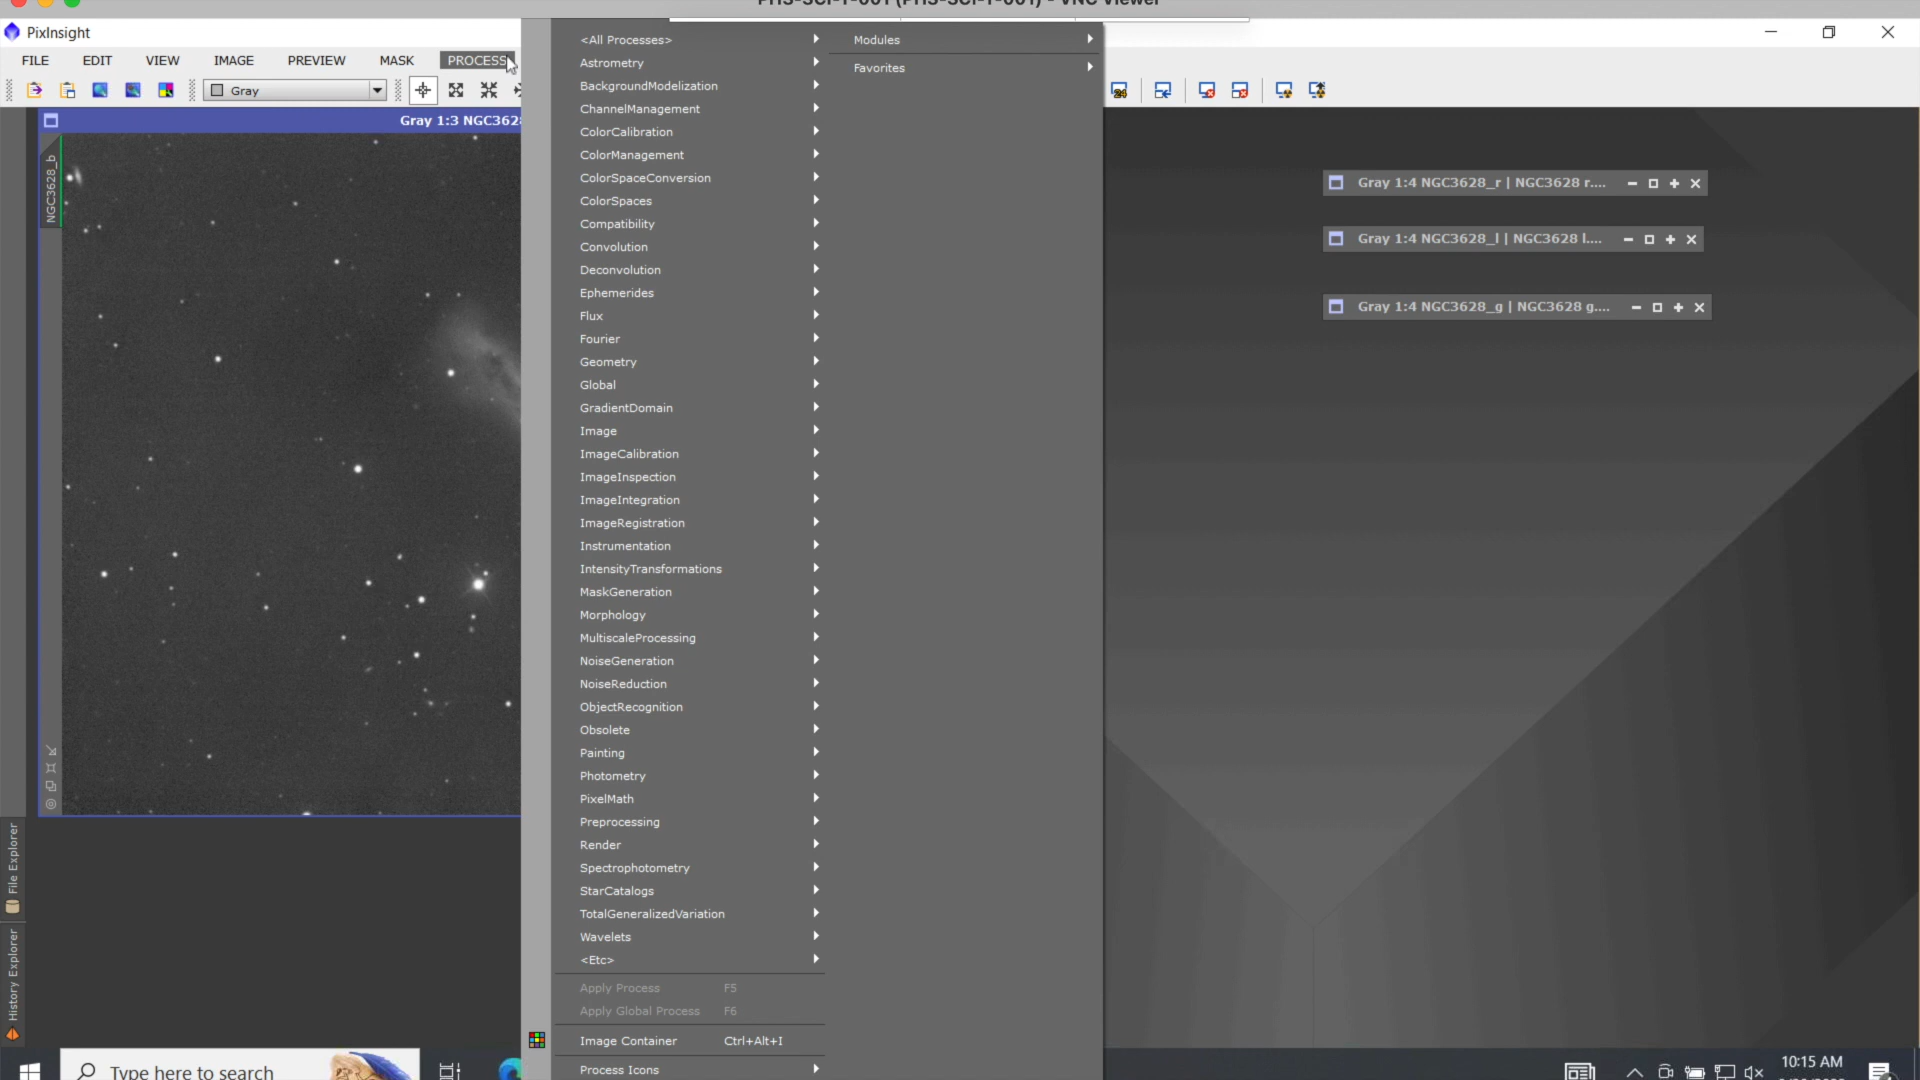 PixInsight
FILE EDIT VIEW IMAGE PREVIEW MASK PROCESS
Gray
Gray 1:3 NGC362
NGC3628_b
<All Processes>
Astrometry
BackgroundModelization
ChannelManagement
ColorCalibration
ColorManagement
ColorSpaceConversion
ColorSpaces
Compatibility
Convolution
Deconvolution
Ephemerides
Flux
Fourier
Geometry
Global
GradientDomain
Image
ImageCalibration
ImageInspection
ImageIntegration
ImageRegistration
Instrumentation
IntensityTransformations
MaskGeneration
Morphology
MultiscaleProcessing
NoiseGeneration
NoiseReduction
ObjectRecognition
Obsolete
Painting
Photometry
PixelMath
Preprocessing
Render
Spectrophotometry
StarCatalogs
TotalGeneralizedVariation
Wavelets
<Etc>
Apply Process F5
Apply Global Process F6
Image Container Ctrl+Alt+I
Process Icons
Modules
Favorites
24
Gray 1:4 NGC3628_r | NGC3628 r....
Gray 1:4 NGC3628_l | NGC3628 l....
Gray 1:4 NGC3628_g | NGC3628 g....
File Explorer
History Explorer
Type here to search
10:15 AM